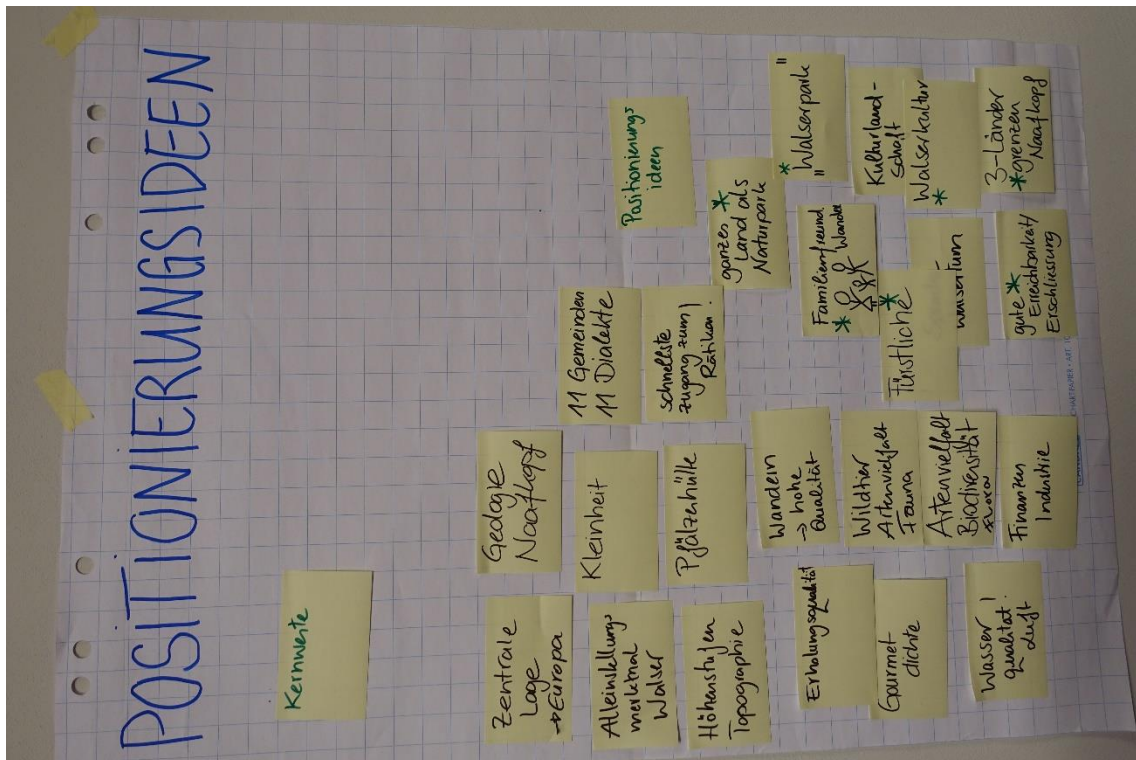 POSITIONIERUNGSIDEEN
Kernwerte
Zentrale
Lage
→ Europa
Alleinstellungs
merkmal
Walser
Höhenstufen
Topographie
Erholungsqualität
Gourmet
dichte
Wasser !
qualität
Luft
Geologie
Naafkopf
Kleinheit
Pfälzerhütte
Wandern
→ hohe
Qualität
Wildtier
Artenvielfalt
Fauna
Artenvielfalt
Biodiversität
Flora
Finanzen
Industrie
11 Gemeinden
11 Dialekte
schnellste
Zugang zum
Rätikon!
Positionierungs
ideen
ganzes *
Land als
Naturpark
* "Walserpark"
Familienfreund
* Wander
Kulturland-
schaft
Walserkultur
*
Fürstliche *
Walsertum
3-Länder
* grenzen
Naafkopf
gute *
Erreichbarkeit/
Erschliessung